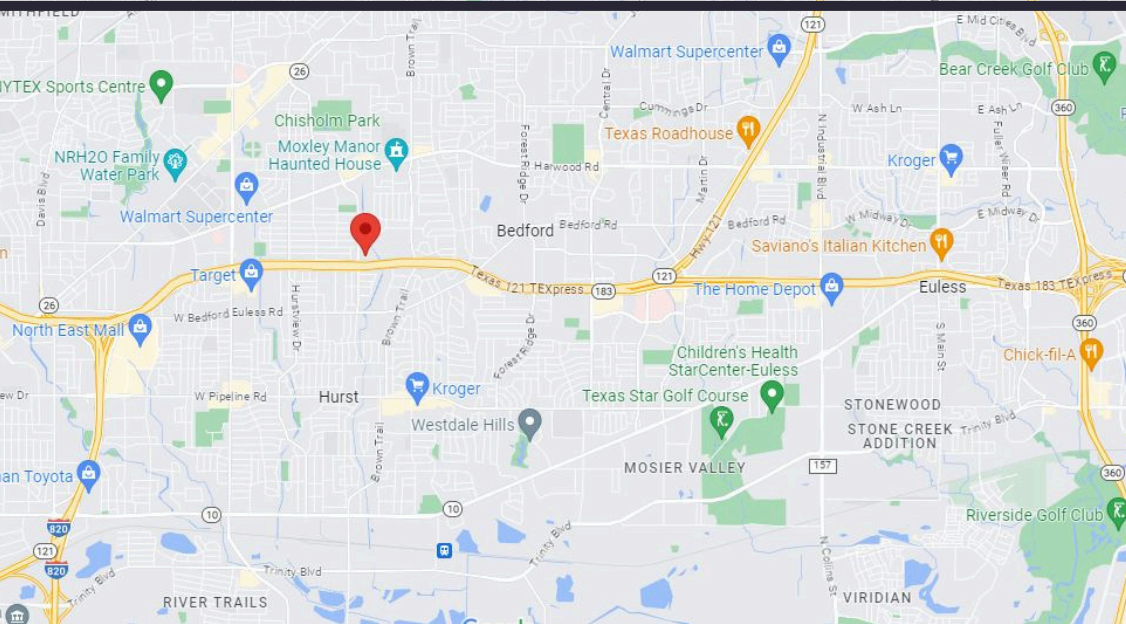 E Mid Cities Blvd
121
Walmart Supercenter
Bear Creek Golf Club
Brown Trail
26
Central Dr
360
W Ash Ln
E Ash Ln
Cummings Dr
Chisholm Park
Texas Roadhouse
Moxley Manor
Haunted House
NRH2O Family
Water Park
Forest Ridge Dr
Harwood Rd
Martin Dr
N Industrial Blvd
Kroger
Fuller Wiser Rd
Davis Blvd
Walmart Supercenter
W Midway Dr
E Midway Dr
Bedford
Bedford Rd
Bedford Rd
Hwy 121
Saviano's Italian Kitchen
Target
Texas 121 TEXpress
183
121
The Home Depot
Euless
Texas 183 TEXpress
26
Hurstview Dr
W Bedford Euless Rd
Brown Trail
North East Mall
Forest Ridge Dr
360
S Main St
Chick-fil-A
Children's Health
StarCenter-Euless
Texas Star Golf Course
Kroger
W Pipeline Rd
Hurst
Westdale Hills
STONEWOOD
STONE CREEK
ADDITION
Trinity Blvd
MOSIER VALLEY
157
360
Brown Trail
10
10
Riverside Golf Club
820
121
820
Trinity Blvd
Trinity Blvd
Trinity Blvd
N Collins St
RIVER TRAILS
VIRIDIAN